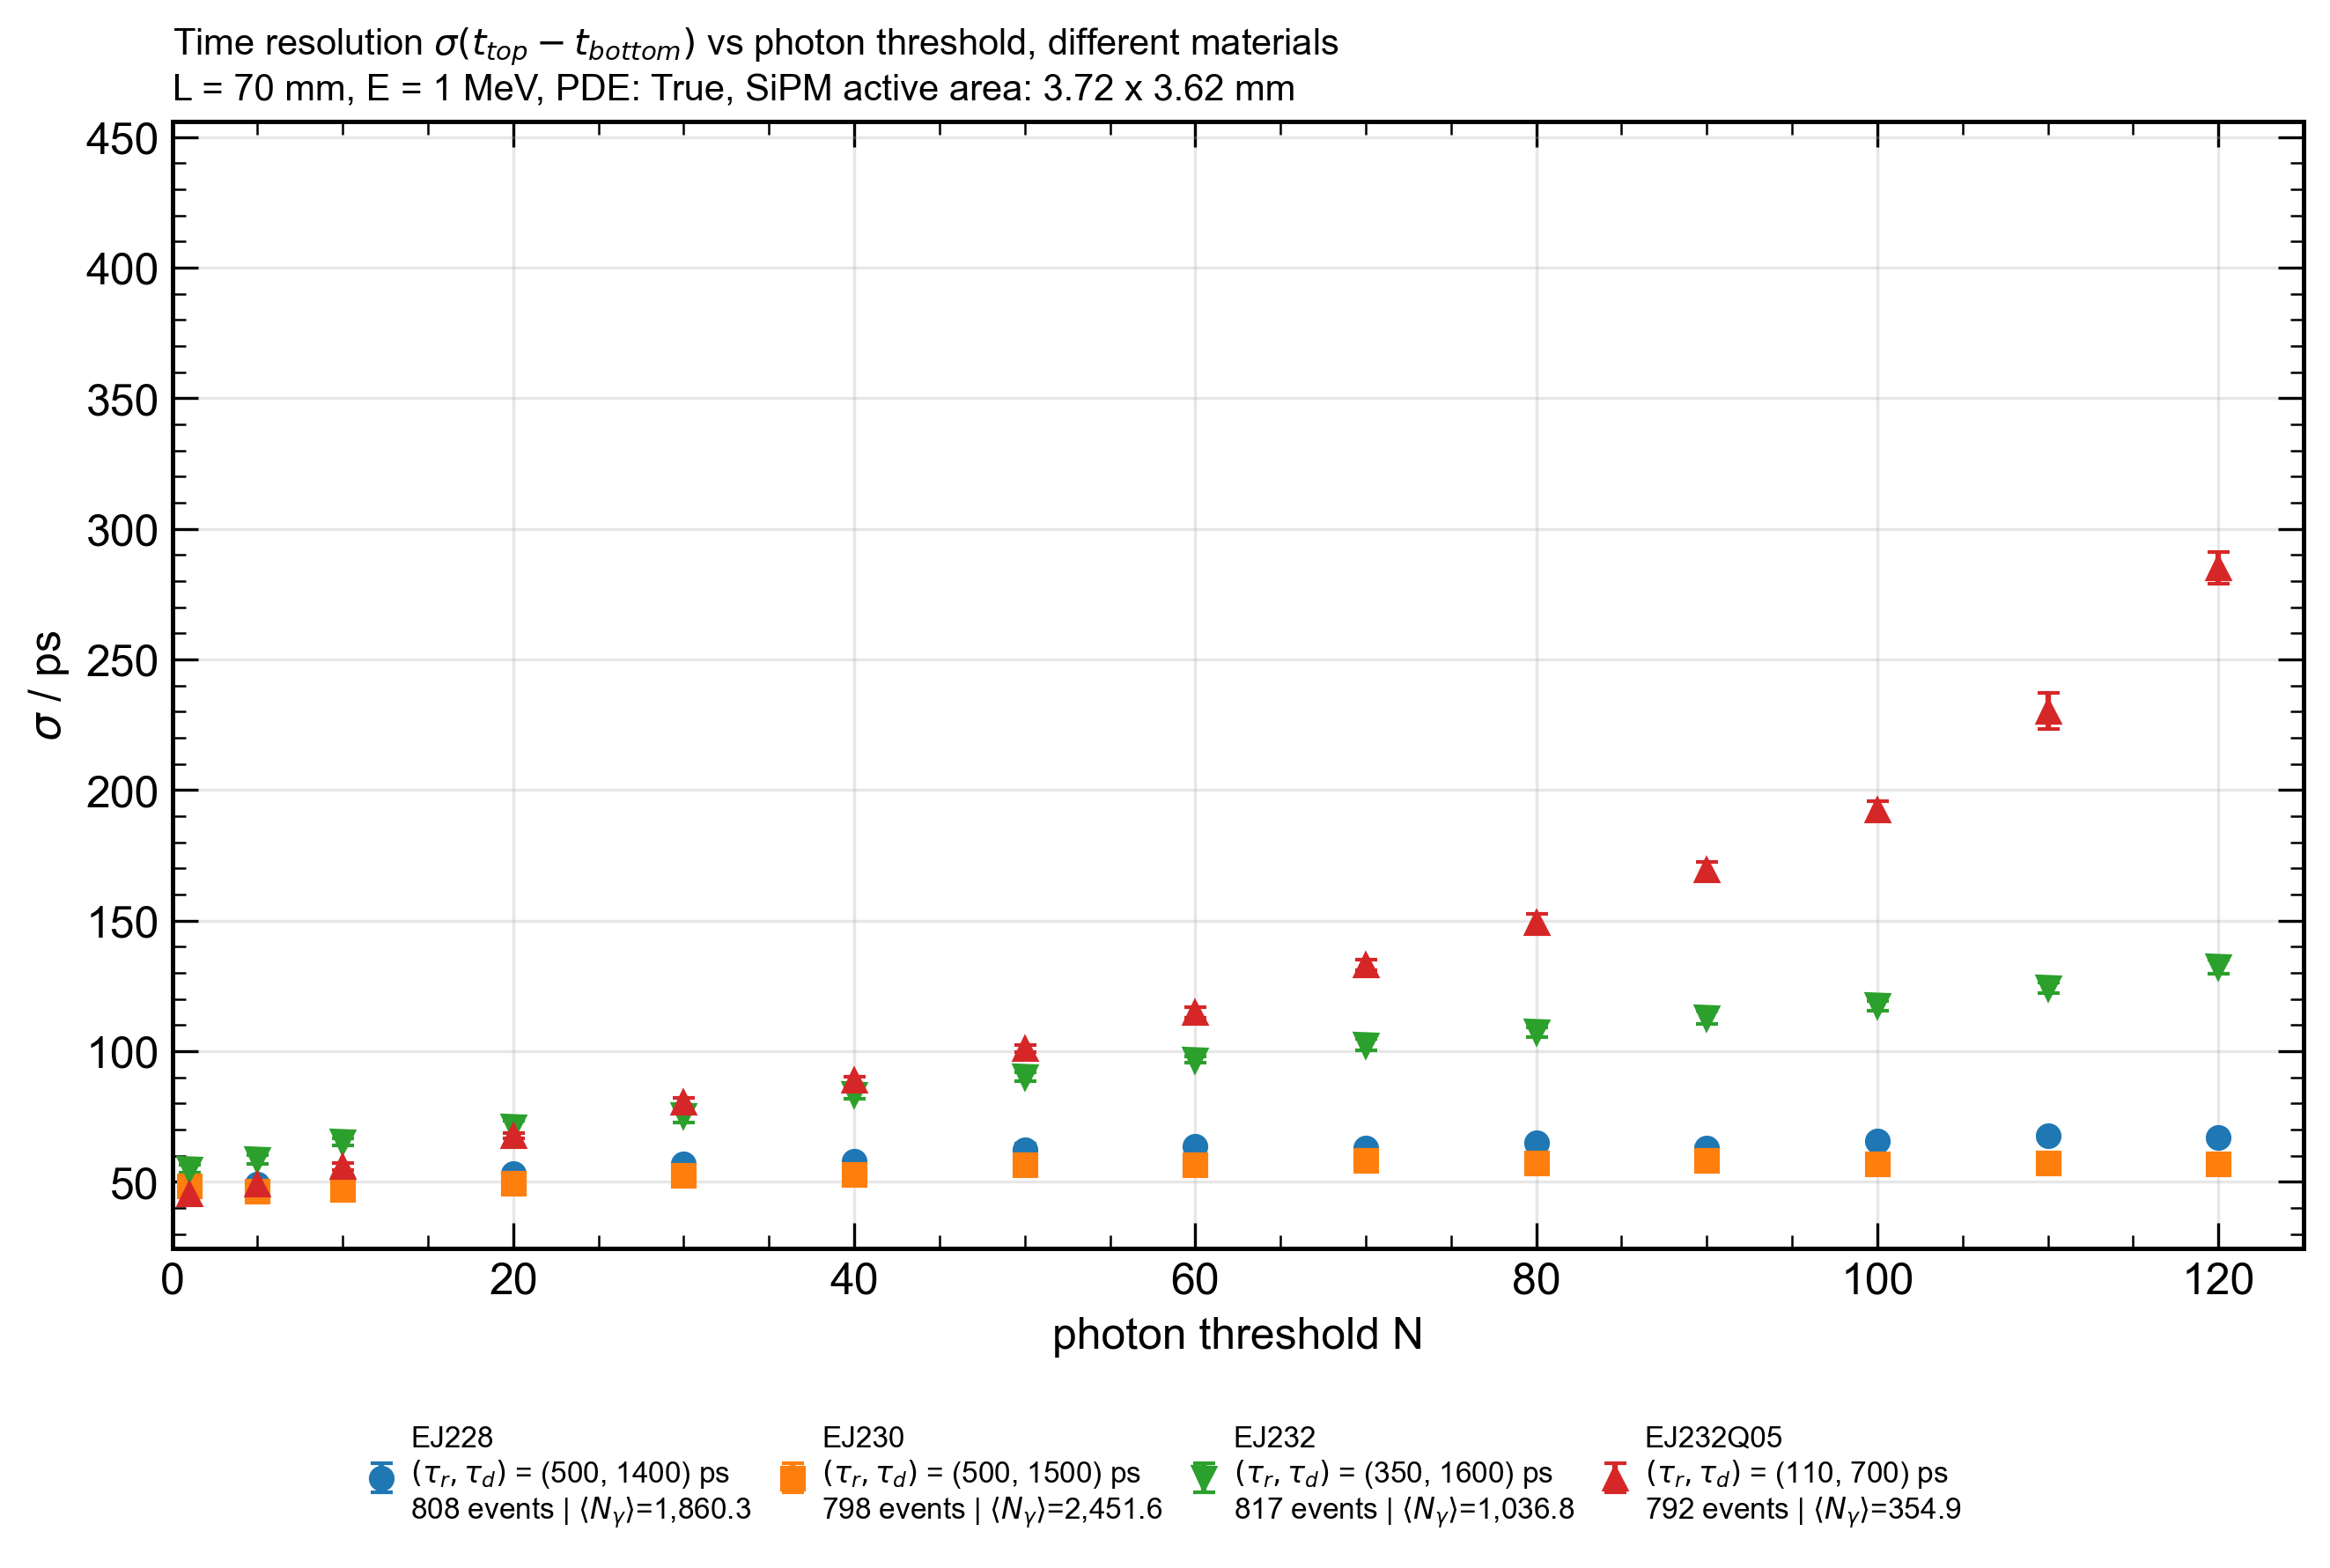 Time resolution σ(t_top − t_bottom) vs photon threshold, different materials
L = 70 mm, E = 1 MeV, PDE: True, SiPM active area: 3.72 x 3.62 mm
450
400
350
300
250
200
150
100
50
σ / ps
0 20 40 60 80 100 120
photon threshold N
EJ228
(τ_r, τ_d) = (500, 1400) ps
808 events | ⟨N_γ⟩=1,860.3
EJ230
(τ_r, τ_d) = (500, 1500) ps
798 events | ⟨N_γ⟩=2,451.6
EJ232
(τ_r, τ_d) = (350, 1600) ps
817 events | ⟨N_γ⟩=1,036.8
EJ232Q05
(τ_r, τ_d) = (110, 700) ps
792 events | ⟨N_γ⟩=354.9